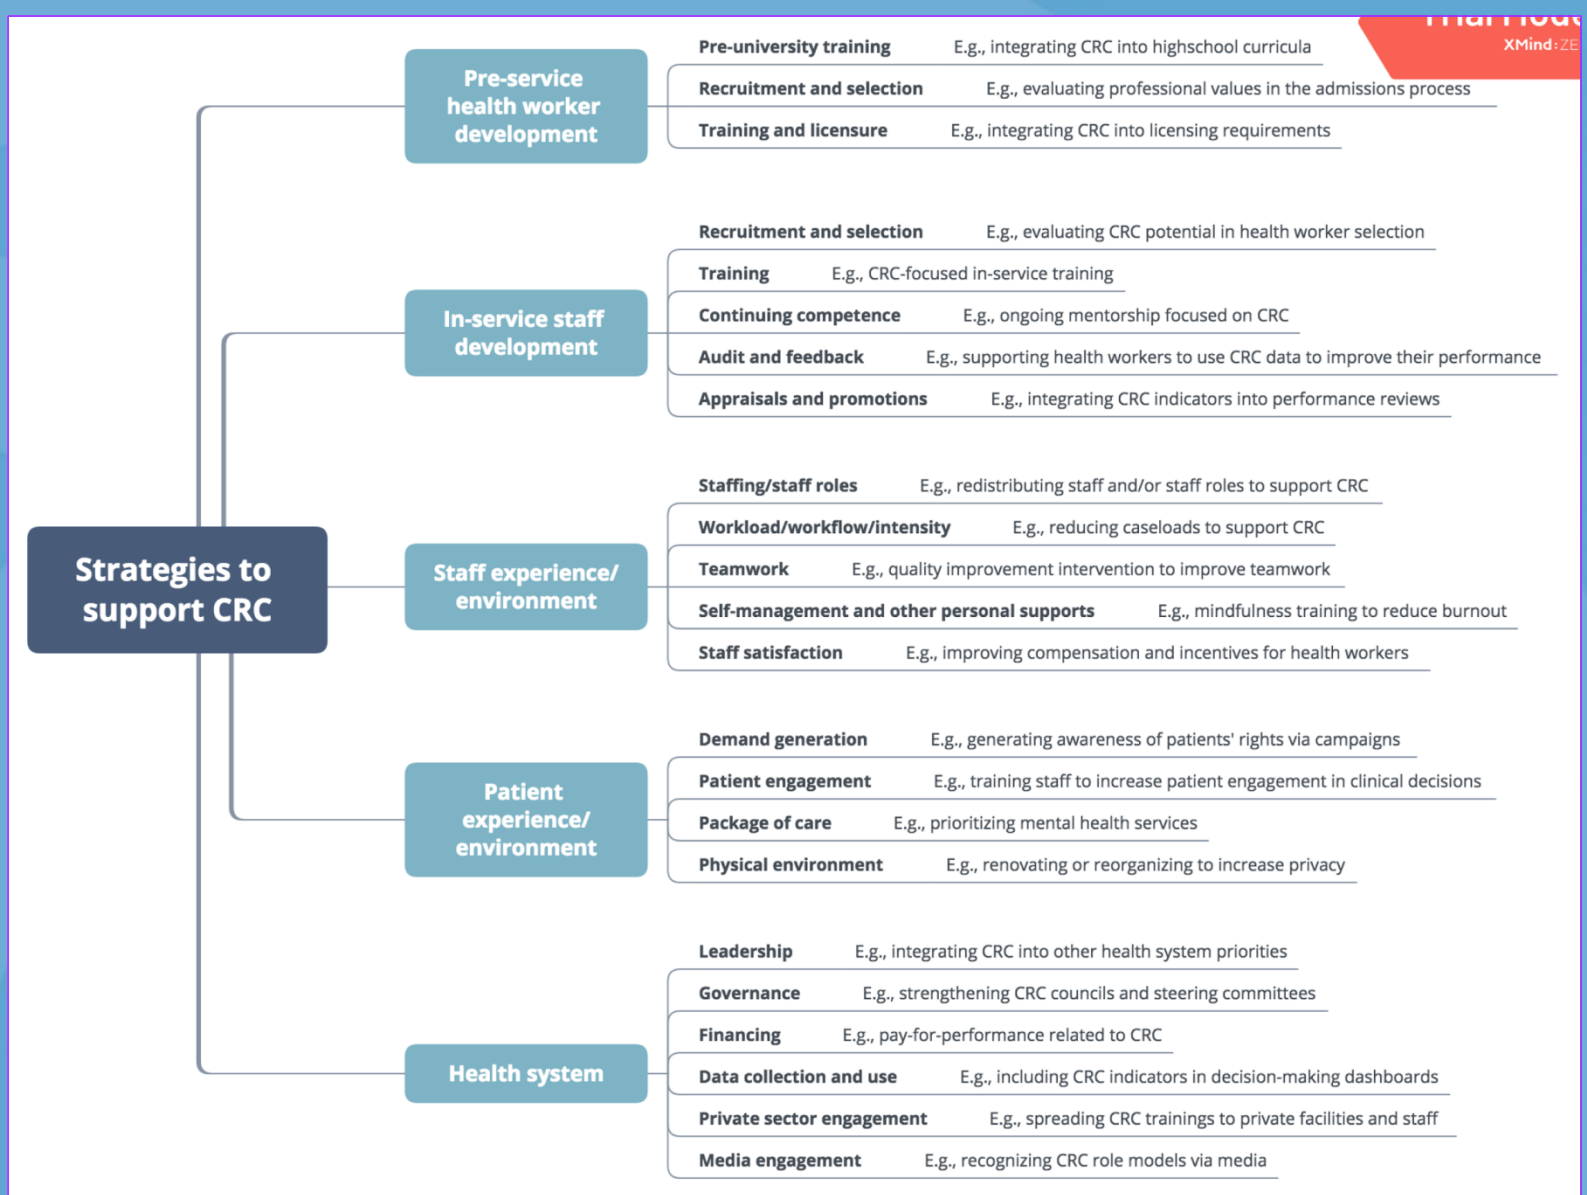 Trial Mode
XMind:ZE
Pre-service
health worker
development
Pre-university training E.g., integrating CRC into highschool curricula
Recruitment and selection E.g., evaluating professional values in the admissions process
Training and licensure E.g., integrating CRC into licensing requirements
In-service staff
development
Recruitment and selection E.g., evaluating CRC potential in health worker selection
Training E.g., CRC-focused in-service training
Continuing competence E.g., ongoing mentorship focused on CRC
Audit and feedback E.g., supporting health workers to use CRC data to improve their performance
Appraisals and promotions E.g., integrating CRC indicators into performance reviews
Strategies to
support CRC
Staff experience/
environment
Staffing/staff roles E.g., redistributing staff and/or staff roles to support CRC
Workload/workflow/intensity E.g., reducing caseloads to support CRC
Teamwork E.g., quality improvement intervention to improve teamwork
Self-management and other personal supports E.g., mindfulness training to reduce burnout
Staff satisfaction E.g., improving compensation and incentives for health workers
Patient
experience/
environment
Demand generation E.g., generating awareness of patients' rights via campaigns
Patient engagement E.g., training staff to increase patient engagement in clinical decisions
Package of care E.g., prioritizing mental health services
Physical environment E.g., renovating or reorganizing to increase privacy
Health system
Leadership E.g., integrating CRC into other health system priorities
Governance E.g., strengthening CRC councils and steering committees
Financing E.g., pay-for-performance related to CRC
Data collection and use E.g., including CRC indicators in decision-making dashboards
Private sector engagement E.g., spreading CRC trainings to private facilities and staff
Media engagement E.g., recognizing CRC role models via media